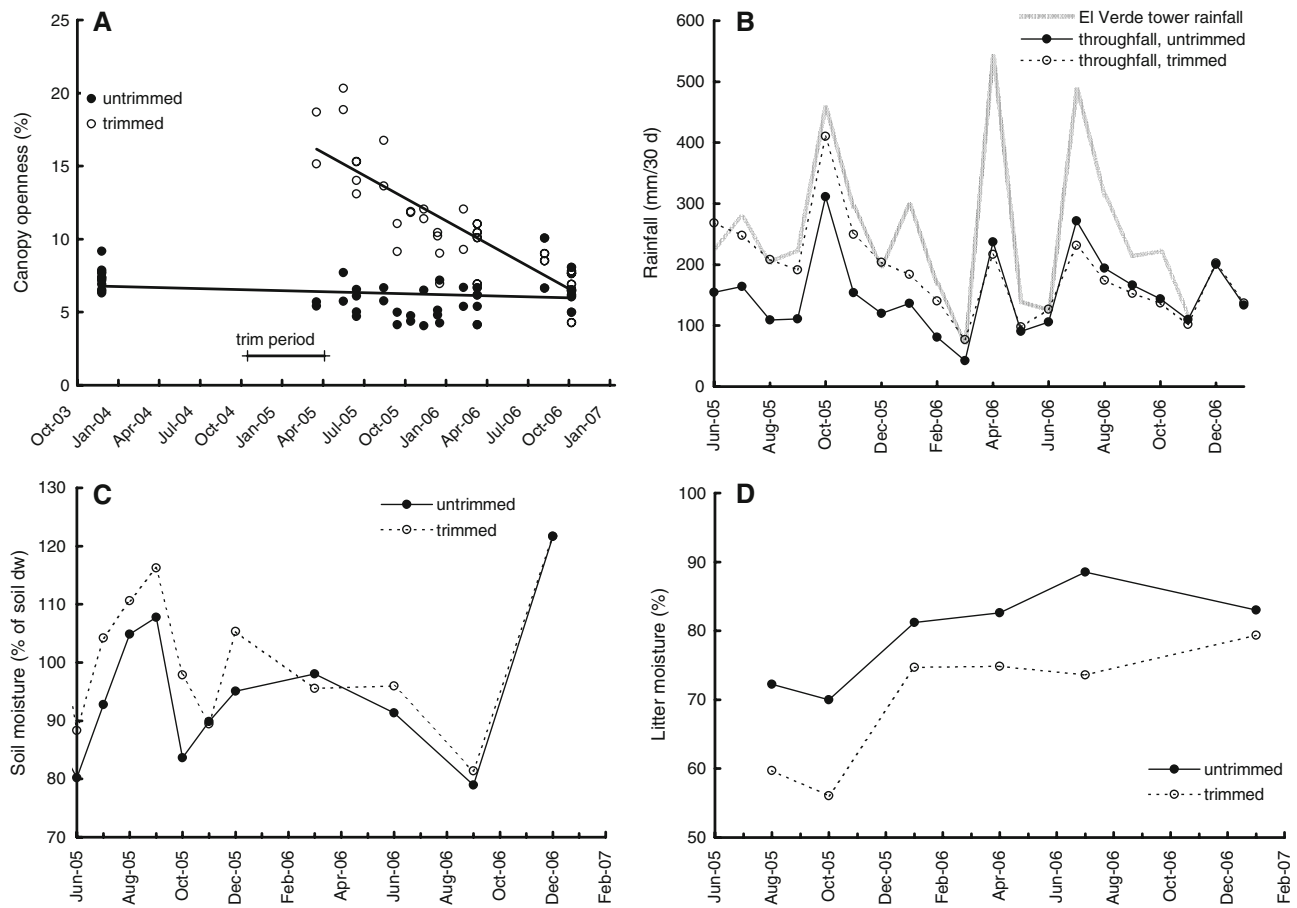 A
25
20
15
10
5
0
Canopy openness (%)
untrimmed
trimmed
trim period
Oct-03
Jan-04
Apr-04
Jul-04
Oct-04
Jan-05
Apr-05
Jul-05
Oct-05
Jan-06
Apr-06
Jul-06
Oct-06
Jan-07
B
600
500
400
300
200
100
0
Rainfall (mm/30 d)
El Verde tower rainfall
throughfall, untrimmed
throughfall, trimmed
Jun-05
Aug-05
Oct-05
Dec-05
Feb-06
Apr-06
Jun-06
Aug-06
Oct-06
Dec-06
C
130
120
110
100
90
80
70
Soil moisture (% of soil dw)
untrimmed
trimmed
Jun-05
Aug-05
Oct-05
Dec-05
Feb-06
Apr-06
Jun-06
Aug-06
Oct-06
Dec-06
Feb-07
D
100
90
80
70
60
50
Litter moisture (%)
untrimmed
trimmed
Jun-05
Aug-05
Oct-05
Dec-05
Feb-06
Apr-06
Jun-06
Aug-06
Oct-06
Dec-06
Feb-07